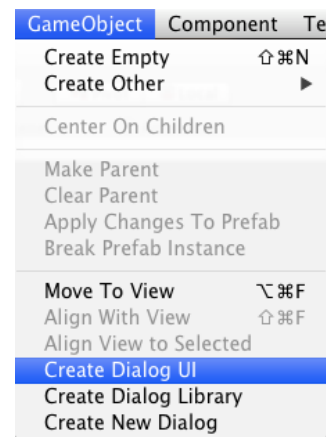 GameObject Component Te
Create Empty ⇧⌘N
Create Other ▶
Center On Children
Make Parent
Clear Parent
Apply Changes To Prefab
Break Prefab Instance
Move To View ⌥⌘F
Align With View ⇧⌘F
Align View to Selected
Create Dialog UI
Create Dialog Library
Create New Dialog